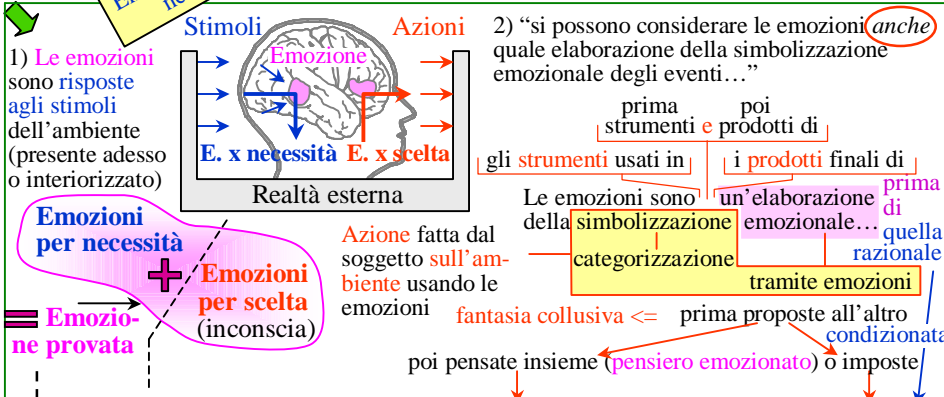 ne
Stimoli
Azioni
Emozione
E. x necessità E. x scelta
Realtà esterna
1) Le emozioni
sono risposte
agli stimoli
dell'ambiente
(presente adesso
o interiorizzato)
Emozioni
per necessità
+
Emozioni
per scelta
(inconscia)
= Emozio-
ne provata
Azione fatta dal
soggetto sull'am-
biente usando le
emozioni
2) “si possono considerare le emozioni anche
quale elaborazione della simbolizzazione
emozionale degli eventi…”
prima poi
strumenti e prodotti di
gli strumenti usati in
i prodotti finali di
Le emozioni sono un'elaborazione
della simbolizzazione emozionale…
categorizzazione
tramite emozioni
prima
di
quella
razionale
fantasia collusiva <= prima proposte all'altro
condizionata
poi pensate insieme (pensiero emozionato) o imposte